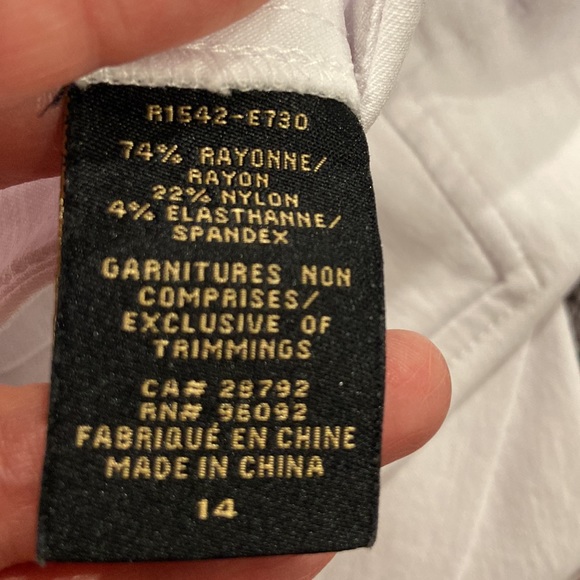 R1542-E730
74% RAYONNE/
RAYON
22% NYLON
4% ELASTHANNE/
SPANDEX
GARNITURES NON
COMPRISES/
EXCLUSIVE OF
TRIMMINGS
CA# 28792
RN# 96092
FABRIQUÉ EN CHINE
MADE IN CHINA
14